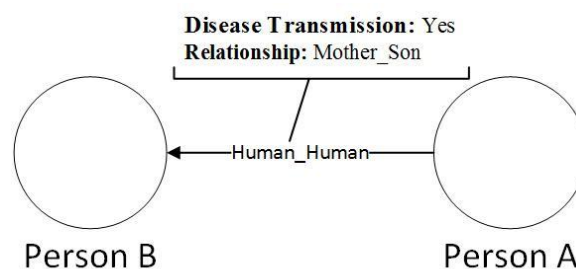 Disease Transmission: Yes
Relationship: Mother_Son
Human_Human
Person B
Person A